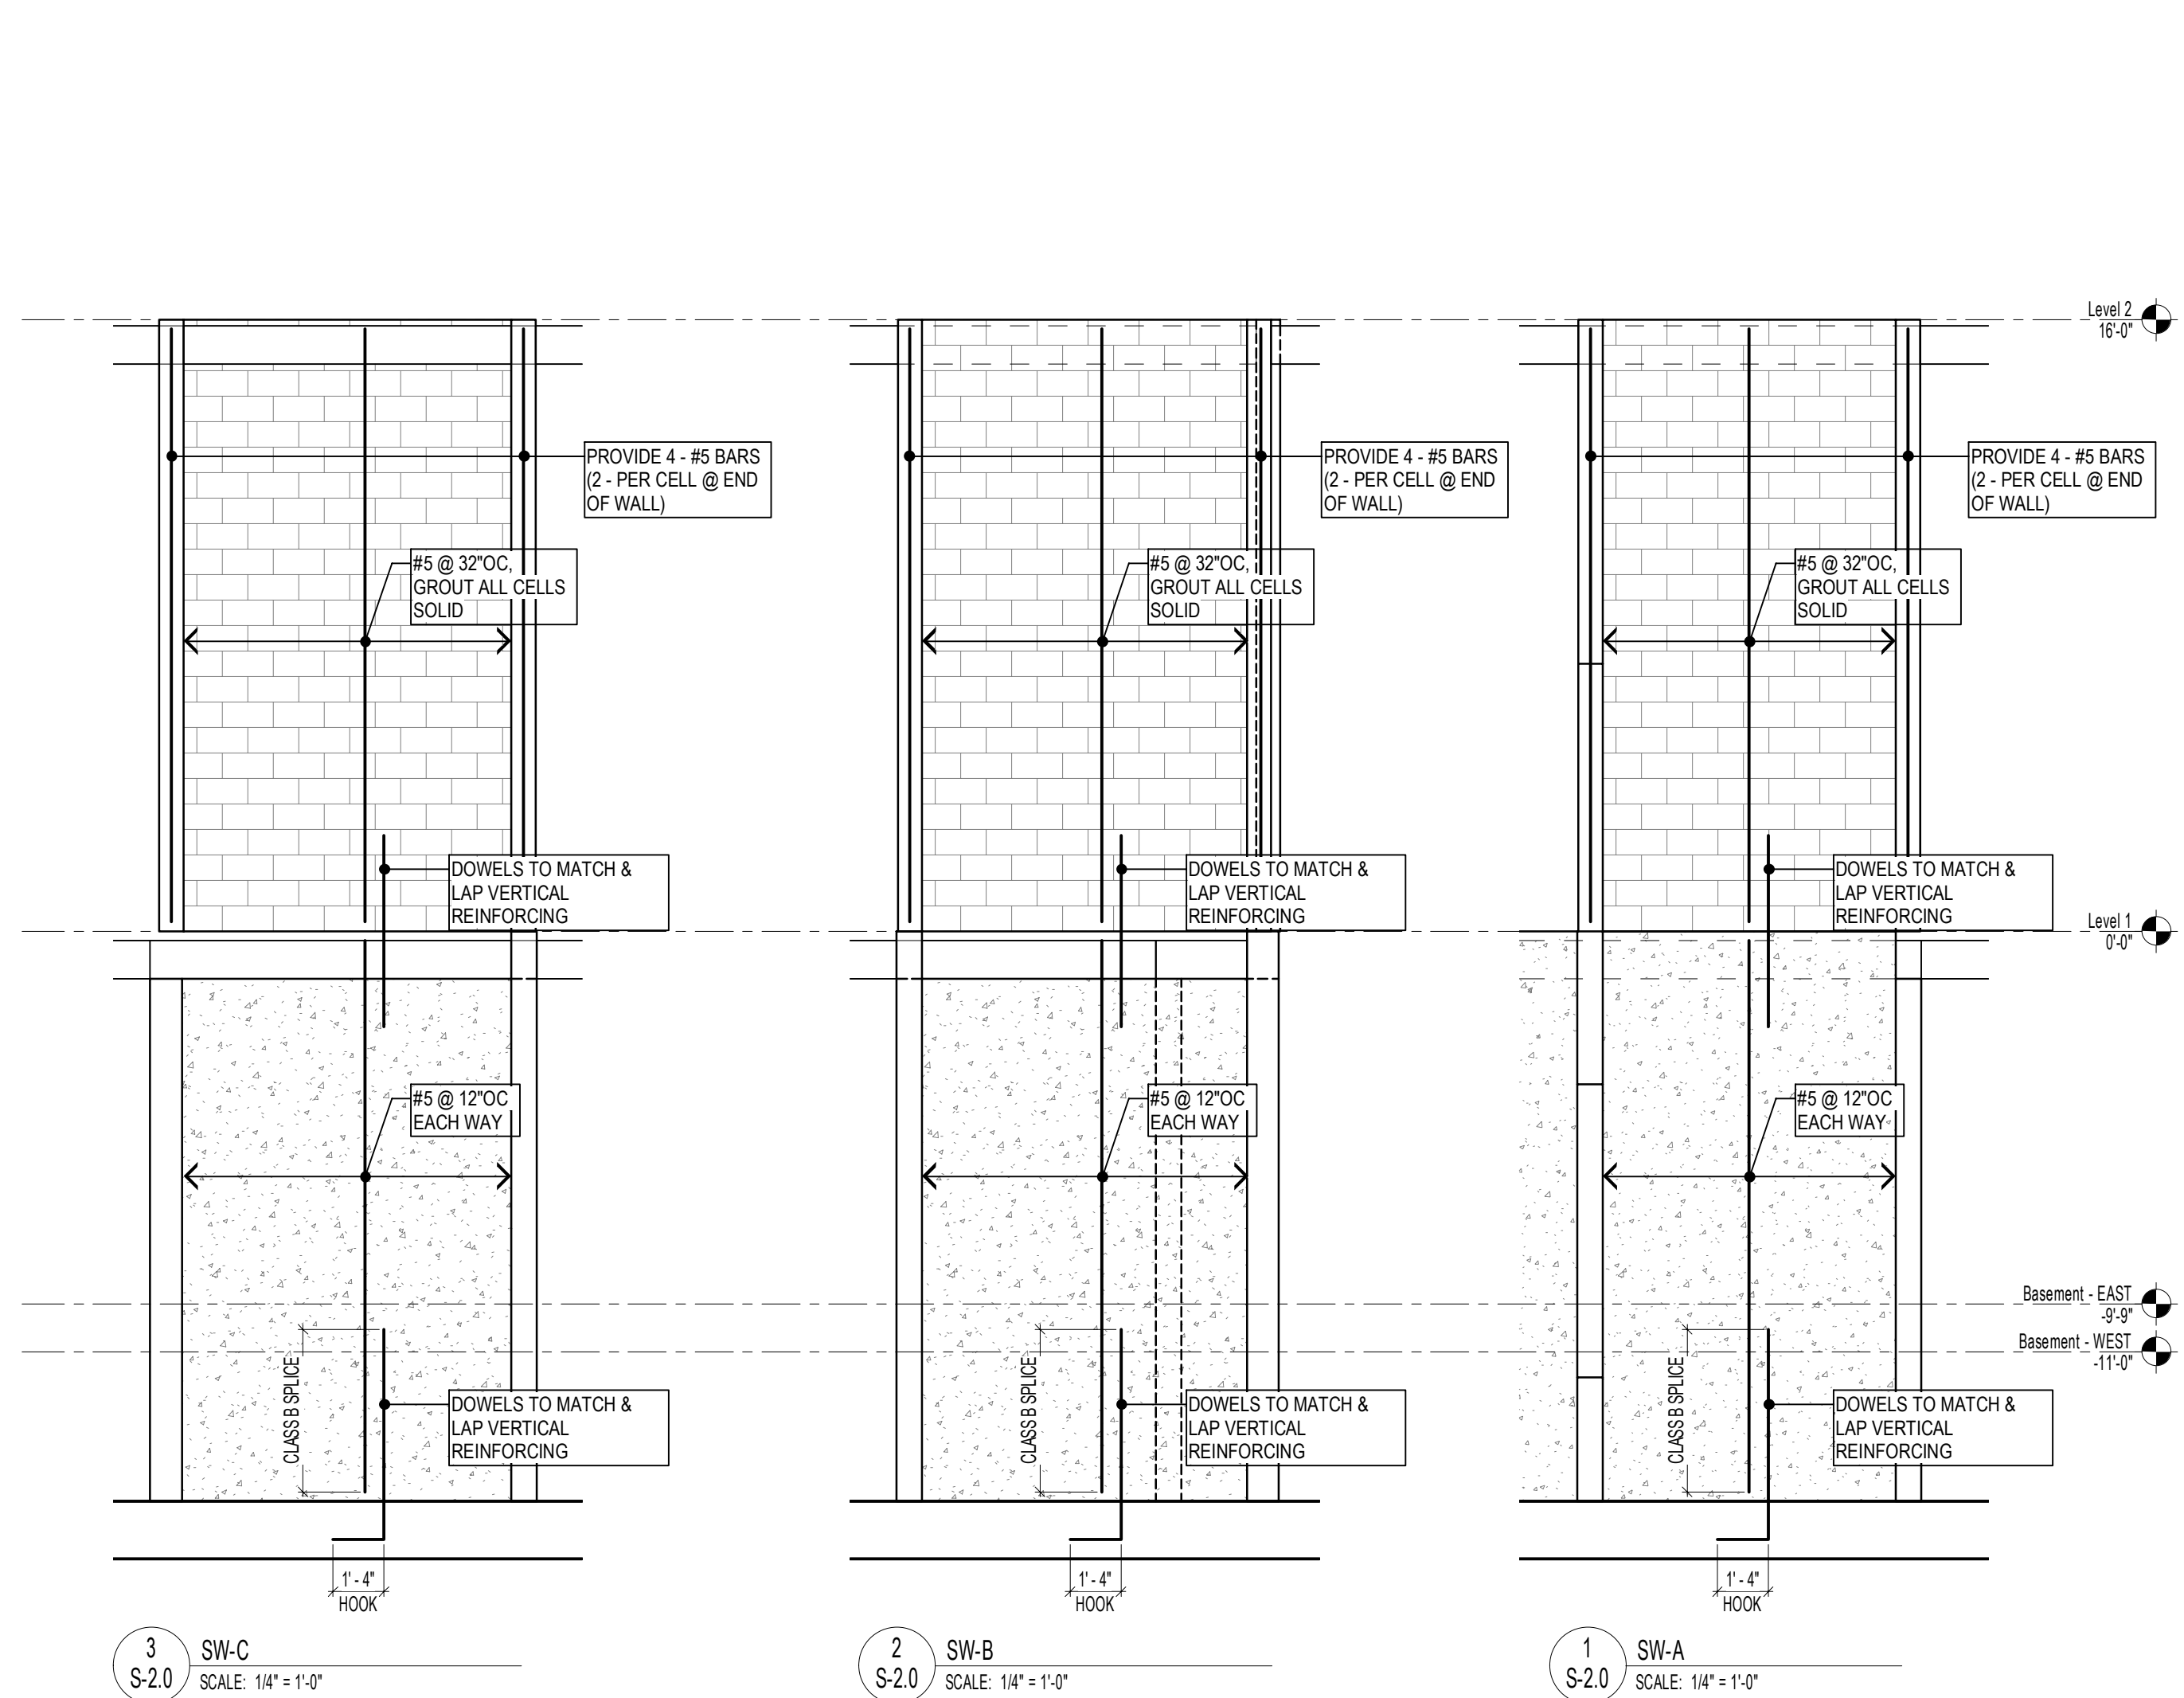 Level 2
16'-0"
PROVIDE 4 - #5 BARS
(2 - PER CELL @ END
OF WALL)
PROVIDE 4 - #5 BARS
(2 - PER CELL @ END
OF WALL)
PROVIDE 4 - #5 BARS
(2 - PER CELL @ END
OF WALL)
#5 @ 32"OC,
GROUT ALL CELLS
SOLID
#5 @ 32"OC,
GROUT ALL CELLS
SOLID
#5 @ 32"OC,
GROUT ALL CELLS
SOLID
DOWELS TO MATCH &
LAP VERTICAL
REINFORCING
DOWELS TO MATCH &
LAP VERTICAL
REINFORCING
DOWELS TO MATCH &
LAP VERTICAL
REINFORCING
Level 1
0'-0"
#5 @ 12"OC
EACH WAY
#5 @ 12"OC
EACH WAY
#5 @ 12"OC
EACH WAY
Basement - EAST
-9'-9"
Basement - WEST
-11'-0"
CLASS B SPLICE
DOWELS TO MATCH &
LAP VERTICAL
REINFORCING
CLASS B SPLICE
DOWELS TO MATCH &
LAP VERTICAL
REINFORCING
CLASS B SPLICE
DOWELS TO MATCH &
LAP VERTICAL
REINFORCING
1' - 4"
HOOK
1' - 4"
HOOK
1' - 4"
HOOK
3
S-2.0
SW-C
SCALE: 1/4" = 1'-0"
2
S-2.0
SW-B
SCALE: 1/4" = 1'-0"
1
S-2.0
SW-A
SCALE: 1/4" = 1'-0"